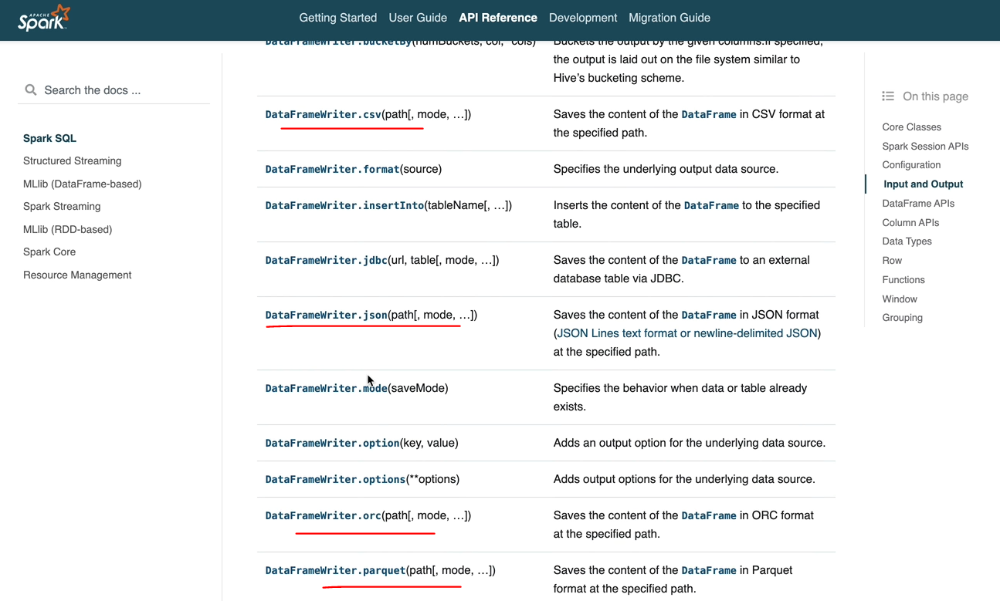 APACHE
Spark
Getting Started User Guide API Reference Development Migration Guide
Search the docs ...
Spark SQL
Structured Streaming
MLlib (DataFrame-based)
Spark Streaming
MLlib (RDD-based)
Spark Core
Resource Management
DataFrameWriter.bucketBy(numBuckets, col, *cols) Buckets the output by the given columns.If specified,
the output is laid out on the file system similar to
Hive’s bucketing scheme.
DataFrameWriter.csv(path[, mode, …]) Saves the content of the DataFrame in CSV format at
the specified path.
DataFrameWriter.format(source) Specifies the underlying output data source.
DataFrameWriter.insertInto(tableName[, …]) Inserts the content of the DataFrame to the specified
table.
DataFrameWriter.jdbc(url, table[, mode, …]) Saves the content of the DataFrame to an external
database table via JDBC.
DataFrameWriter.json(path[, mode, …]) Saves the content of the DataFrame in JSON format
(JSON Lines text format or newline-delimited JSON)
at the specified path.
DataFrameWriter.mode(saveMode) Specifies the behavior when data or table already
exists.
DataFrameWriter.option(key, value) Adds an output option for the underlying data source.
DataFrameWriter.options(**options) Adds output options for the underlying data source.
DataFrameWriter.orc(path[, mode, …]) Saves the content of the DataFrame in ORC format
at the specified path.
DataFrameWriter.parquet(path[, mode, …]) Saves the content of the DataFrame in Parquet
format at the specified path.
On this page
Core Classes
Spark Session APIs
Configuration
Input and Output
DataFrame APIs
Column APIs
Data Types
Row
Functions
Window
Grouping